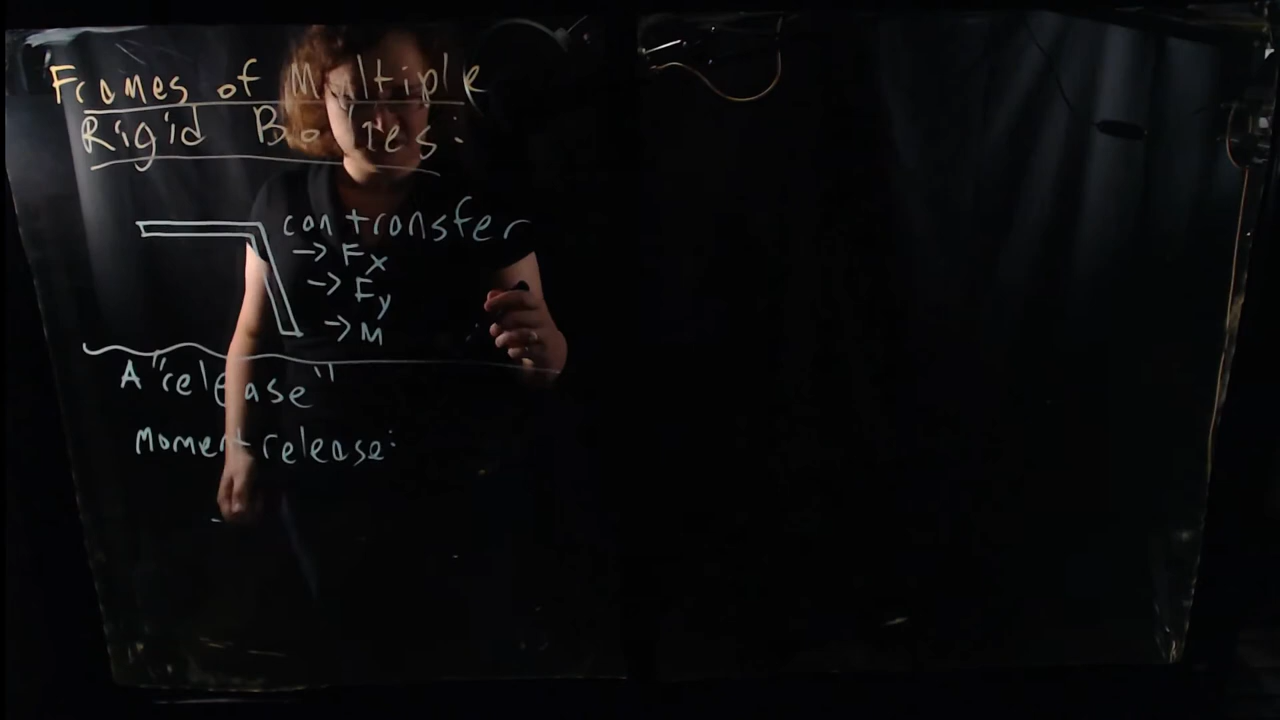 Frames of Multiple
Rigid Bodies:
can transfer
→ Fx
→ Fy
→ M
A "release"
Moment release: